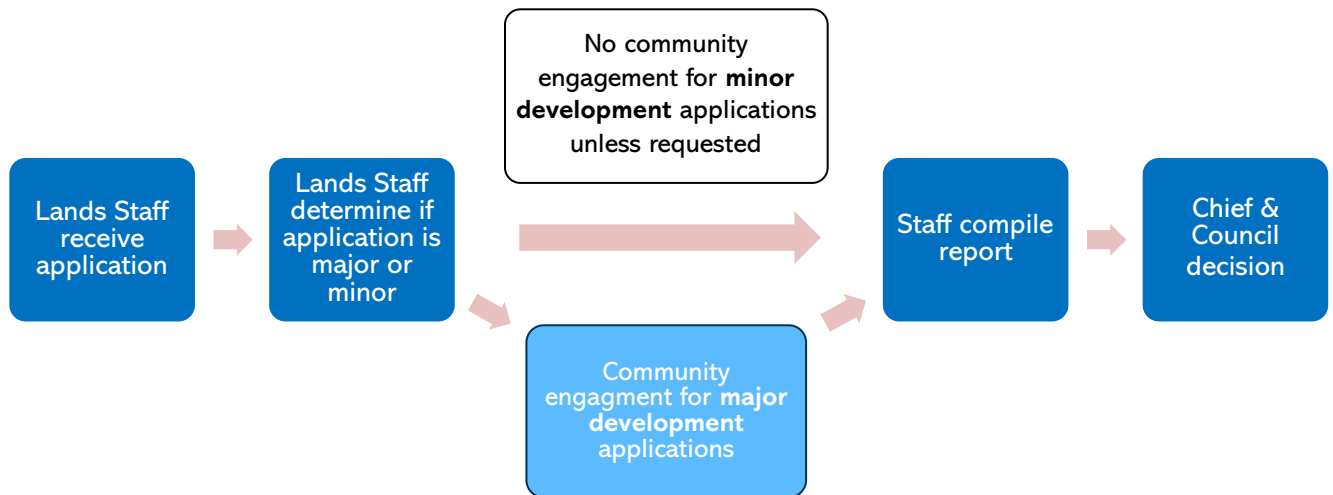 No community
engagement for minor
development applications
unless requested
Lands Staff
receive
application
Lands Staff
determine if
application is
major or
minor
Staff compile
report
Chief &
Council
decision
Community
engagment for major
development
applications